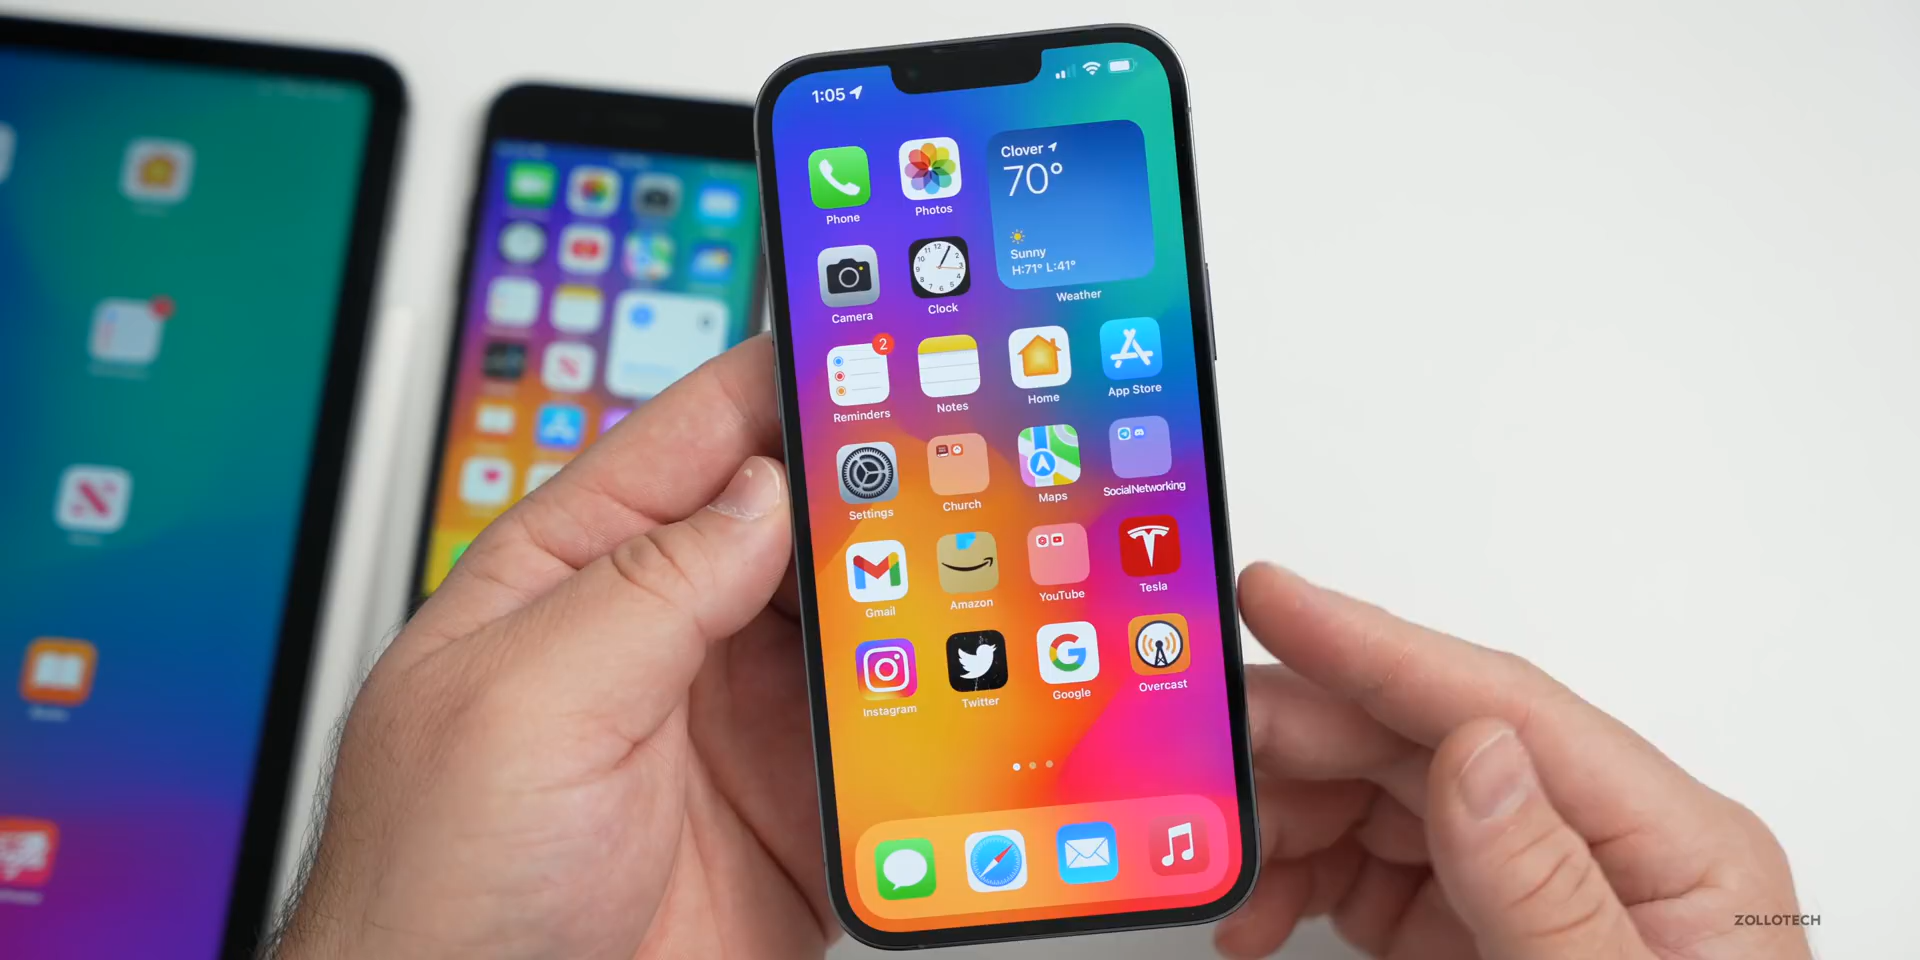 1:05
Clover
70°
Sunny
H:71° L:41°
Weather
Phone
Photos
Camera
Clock
2
Reminders
Notes
Home
App Store
Settings
Church
Maps
SocialNetworking
Gmail
Amazon
YouTube
Tesla
Instagram
Twitter
Google
Overcast
ZOLLOTECH